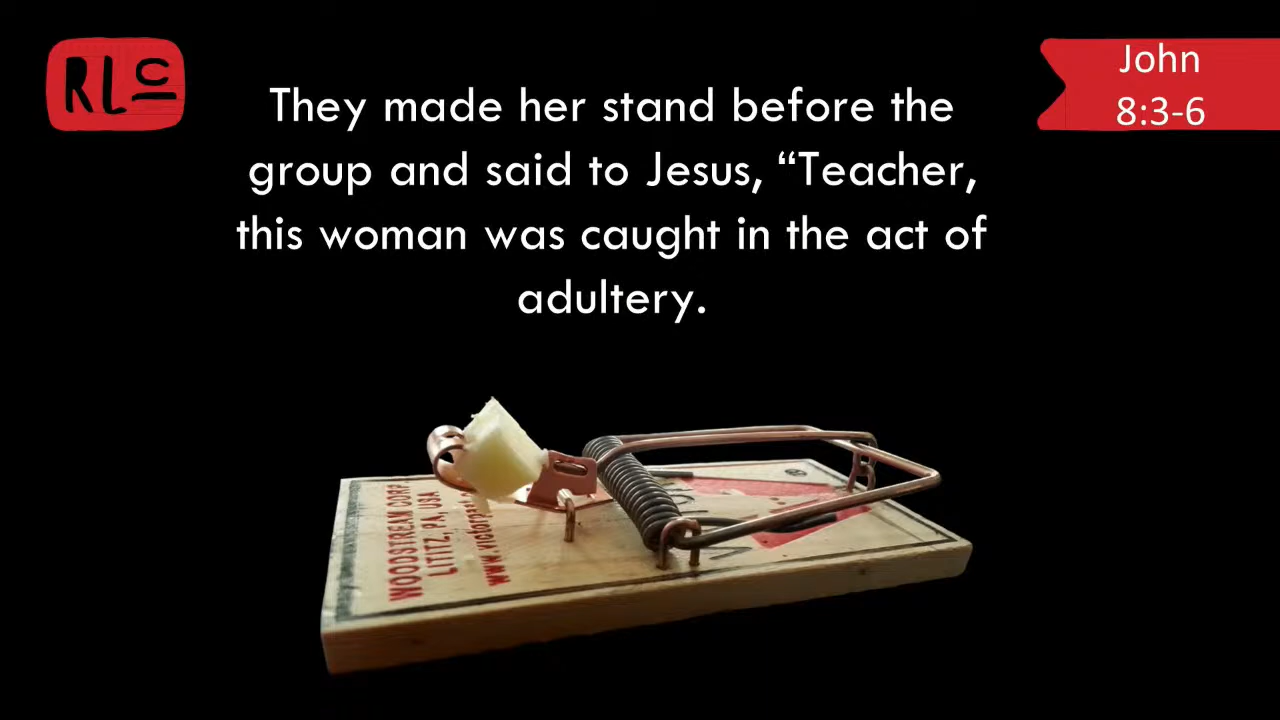 RLC
John
8:3-6
They made her stand before the
group and said to Jesus, “Teacher,
this woman was caught in the act of
adultery.
WOODSTREAM CORP.
LITITZ, PA, USA